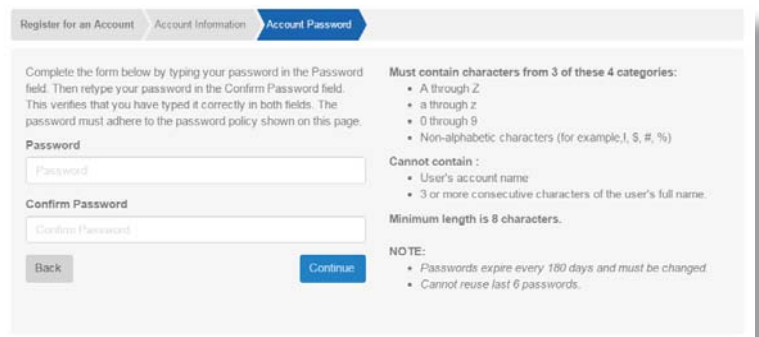 Register for an Account Account Information Account Password
Complete the form below by typing your password in the Password
field. Then retype your password in the Confirm Password field.
This verifies that you have typed it correctly in both fields. The
password must adhere to the password policy shown on this page.
Password
Password
Confirm Password
Confirm Password
Back Continue
Must contain characters from 3 of these 4 categories:
• A through Z
• a through z
• 0 through 9
• Non-alphabetic characters (for example,!, $, #, %)
Cannot contain :
• User's account name
• 3 or more consecutive characters of the user's full name.
Minimum length is 8 characters.
NOTE:
• Passwords expire every 180 days and must be changed.
• Cannot reuse last 6 passwords.